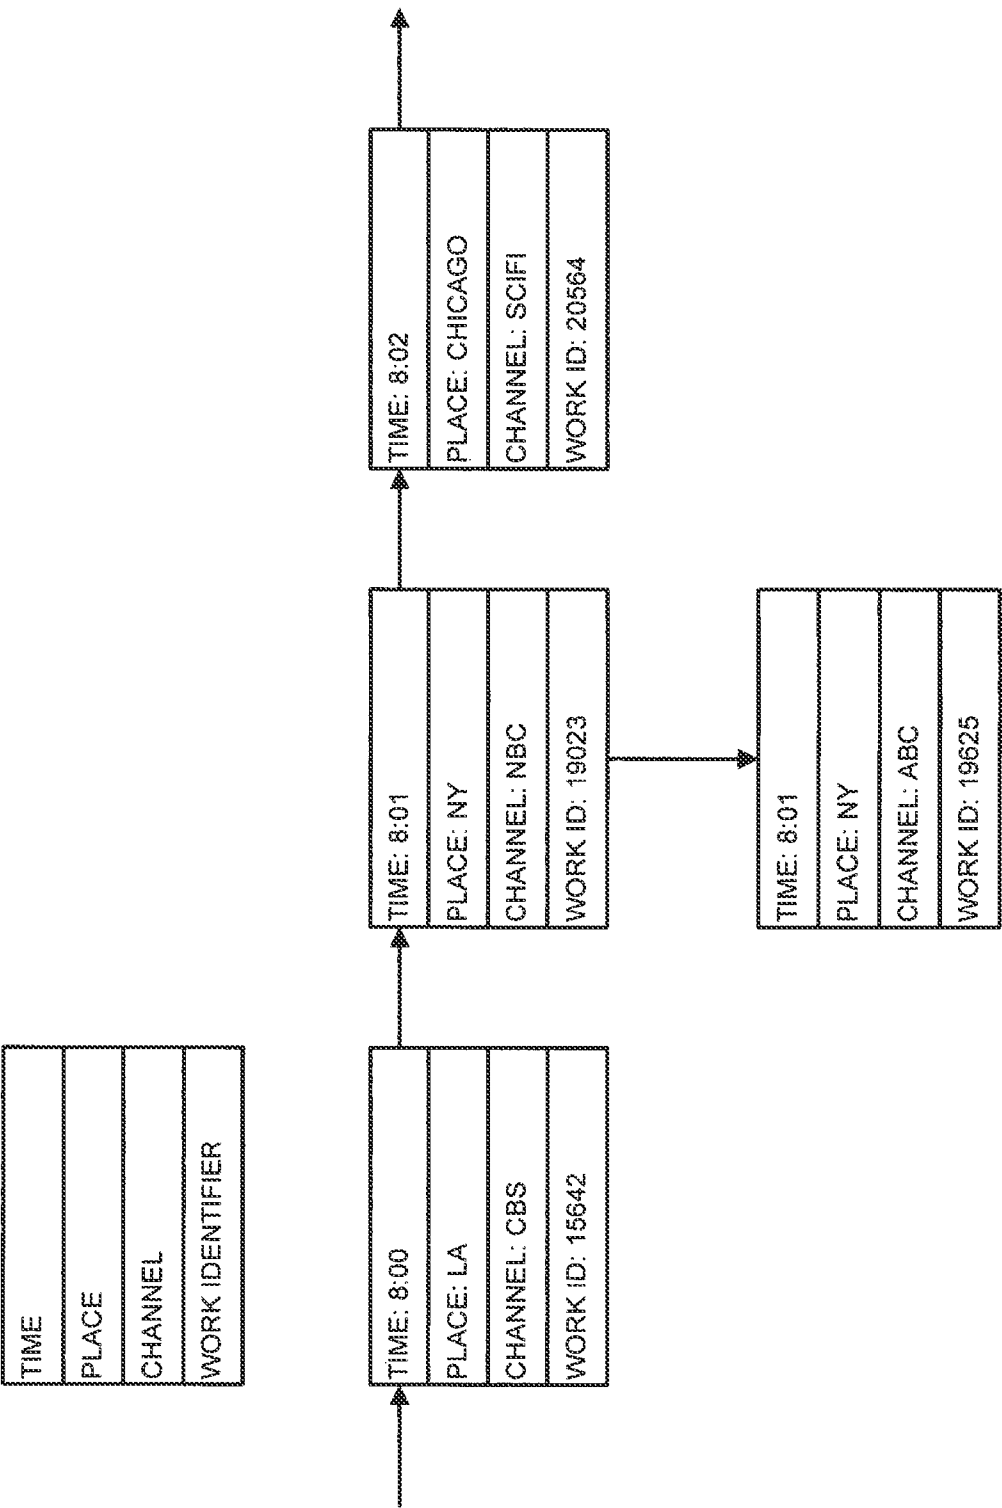 TIME
PLACE
CHANNEL
WORK IDENTIFIER
TIME: 8:00
PLACE: LA
CHANNEL: CBS
WORK ID: 15642
TIME: 8:01
PLACE: NY
CHANNEL: NBC
WORK ID: 19023
TIME: 8:02
PLACE: CHICAGO
CHANNEL: SCIFI
WORK ID: 20564
TIME: 8:01
PLACE: NY
CHANNEL: ABC
WORK ID: 19625